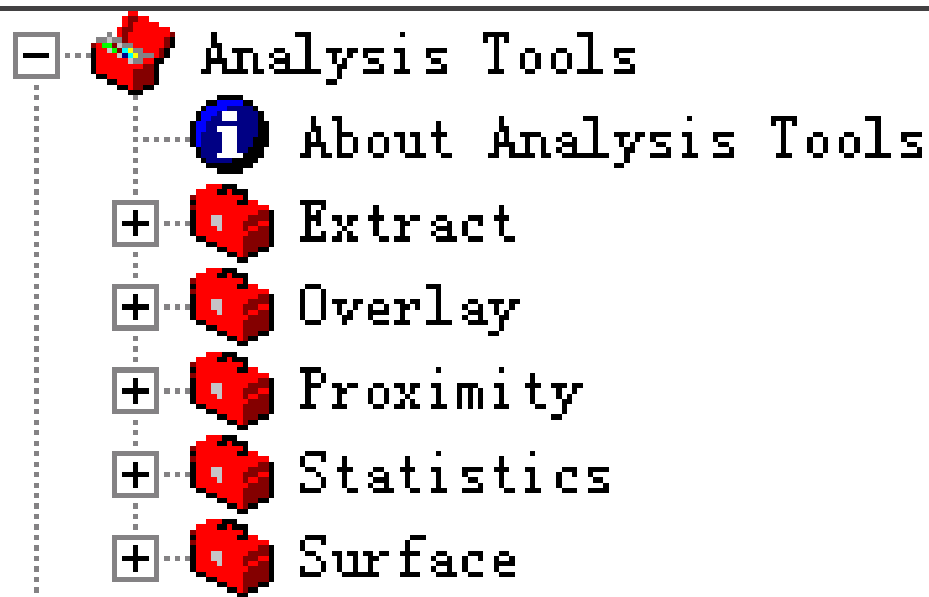 Analysis Tools
About Analysis Tools
Extract
Overlay
Proximity
Statistics
Surface